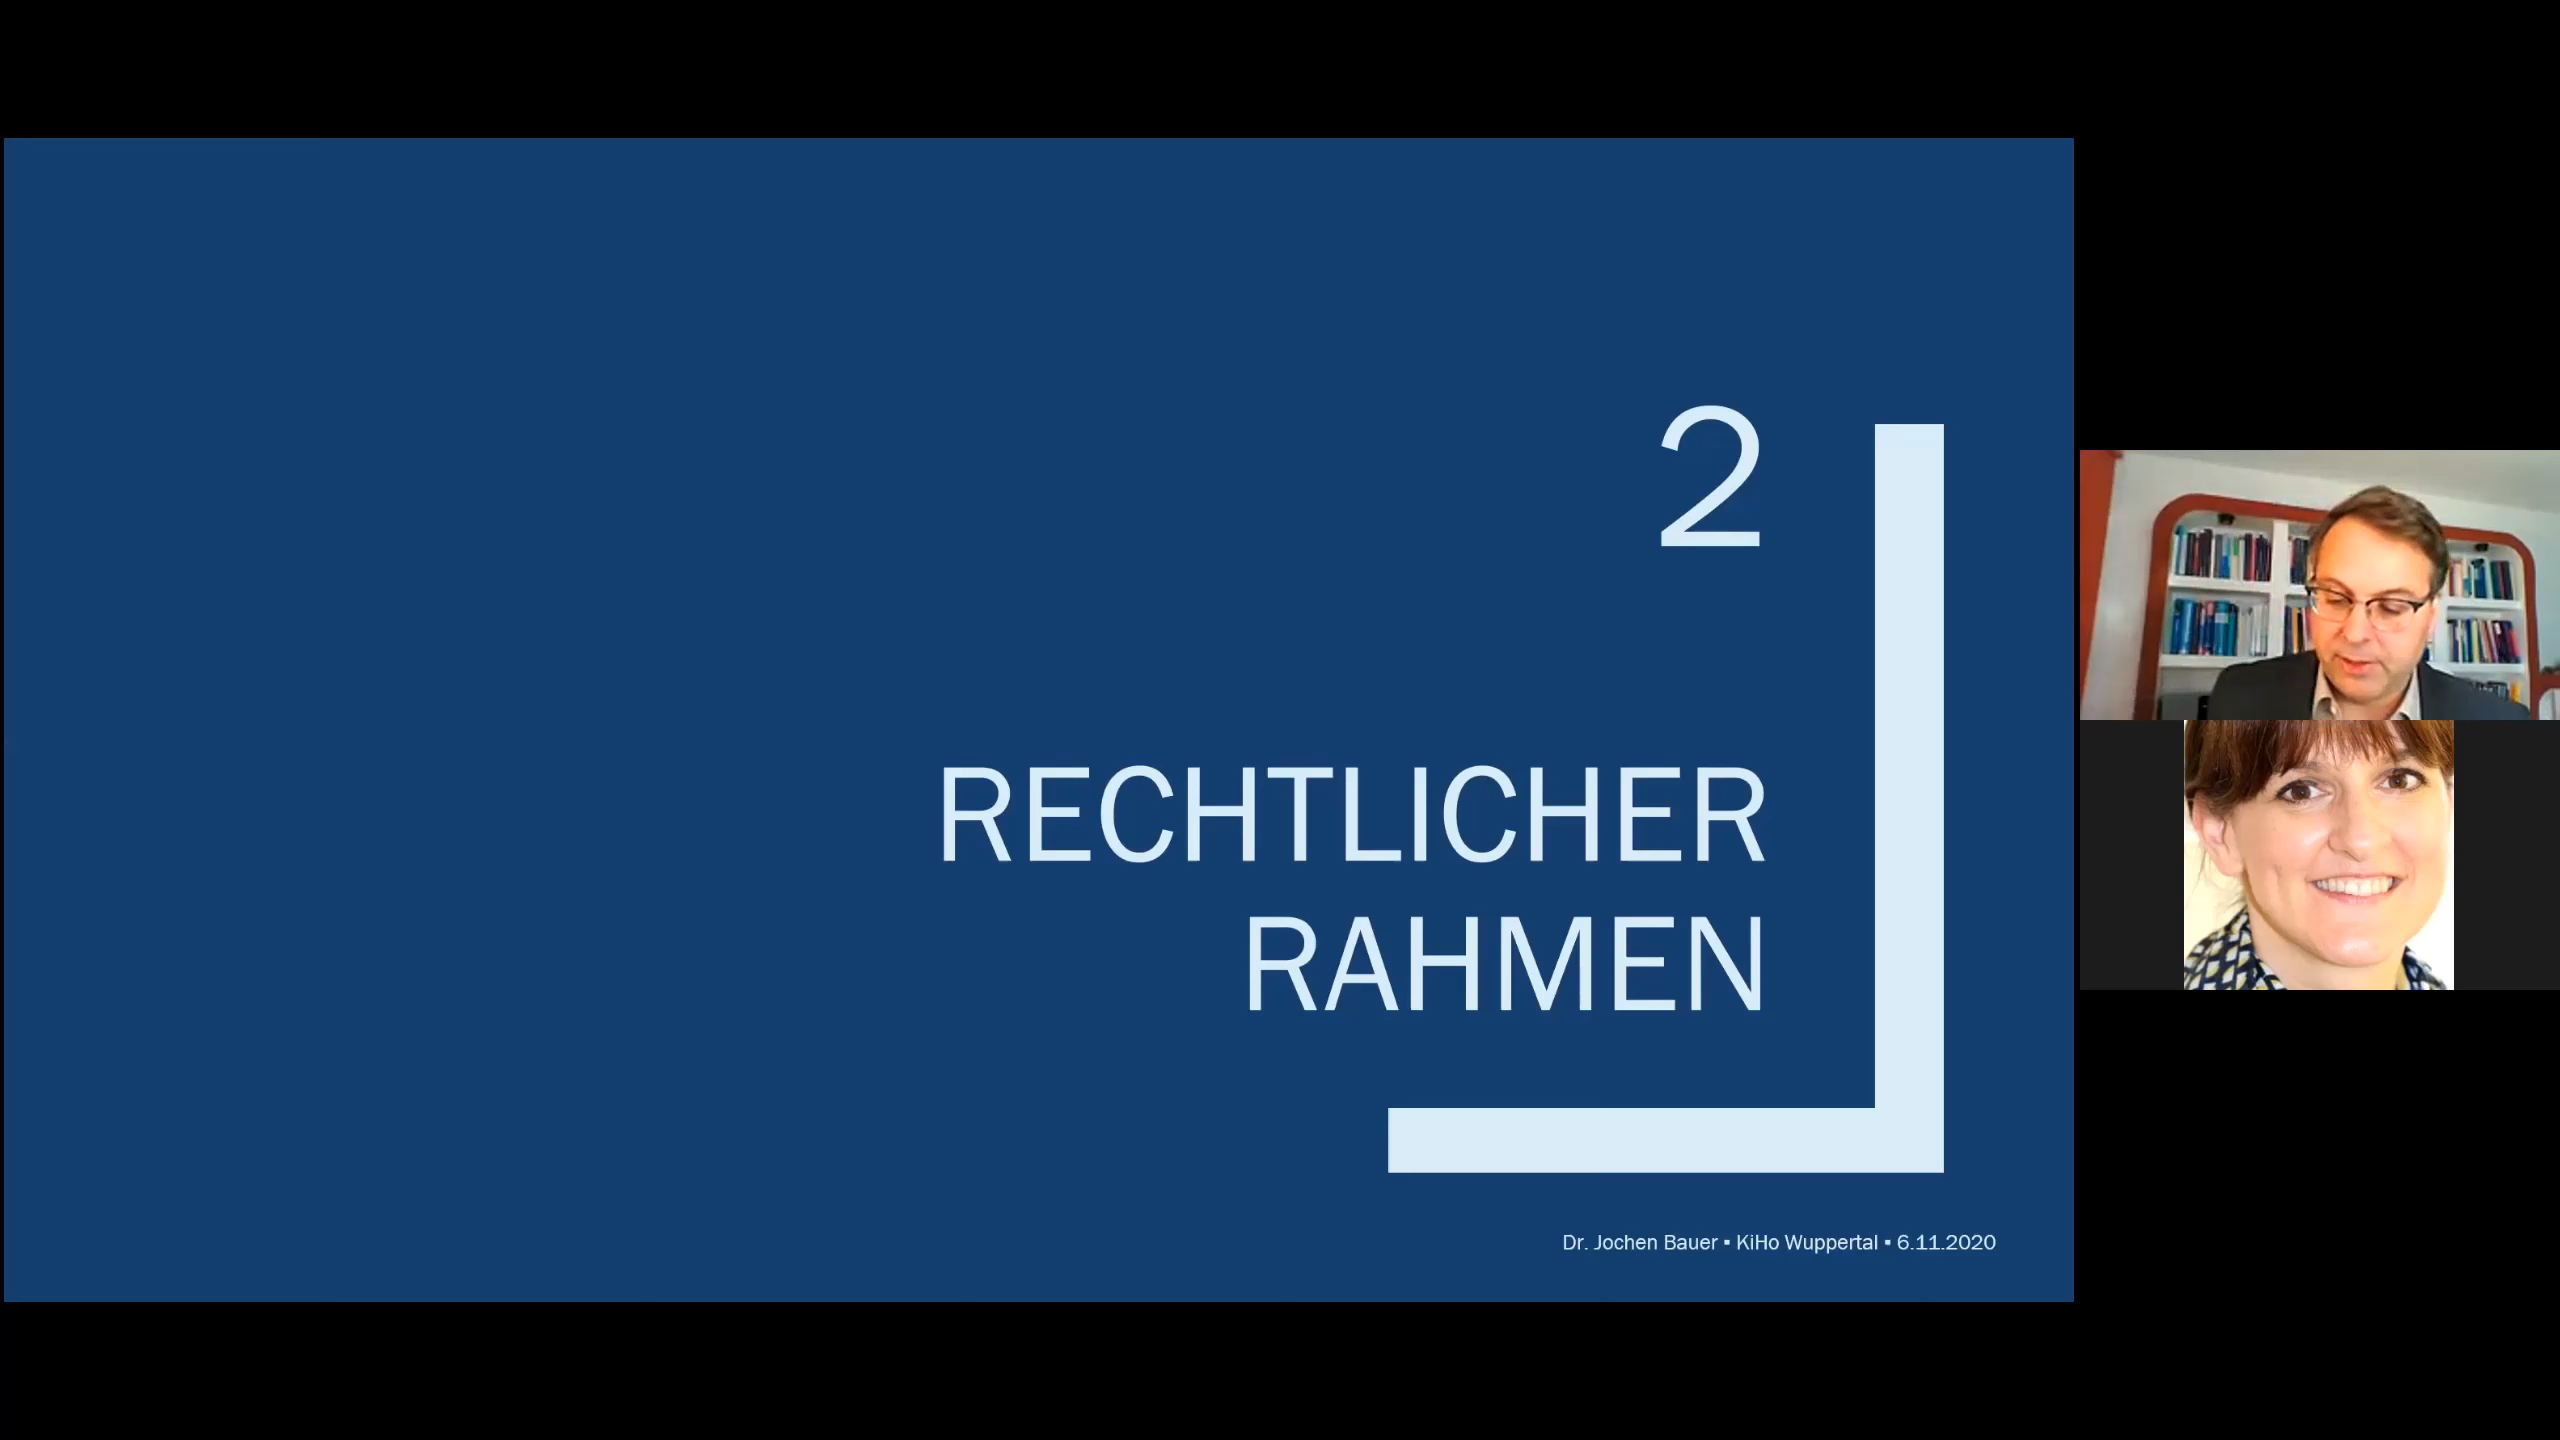 2
RECHTLICHER
RAHMEN
Dr. Jochen Bauer ▪ KiHo Wuppertal ▪ 6.11.2020